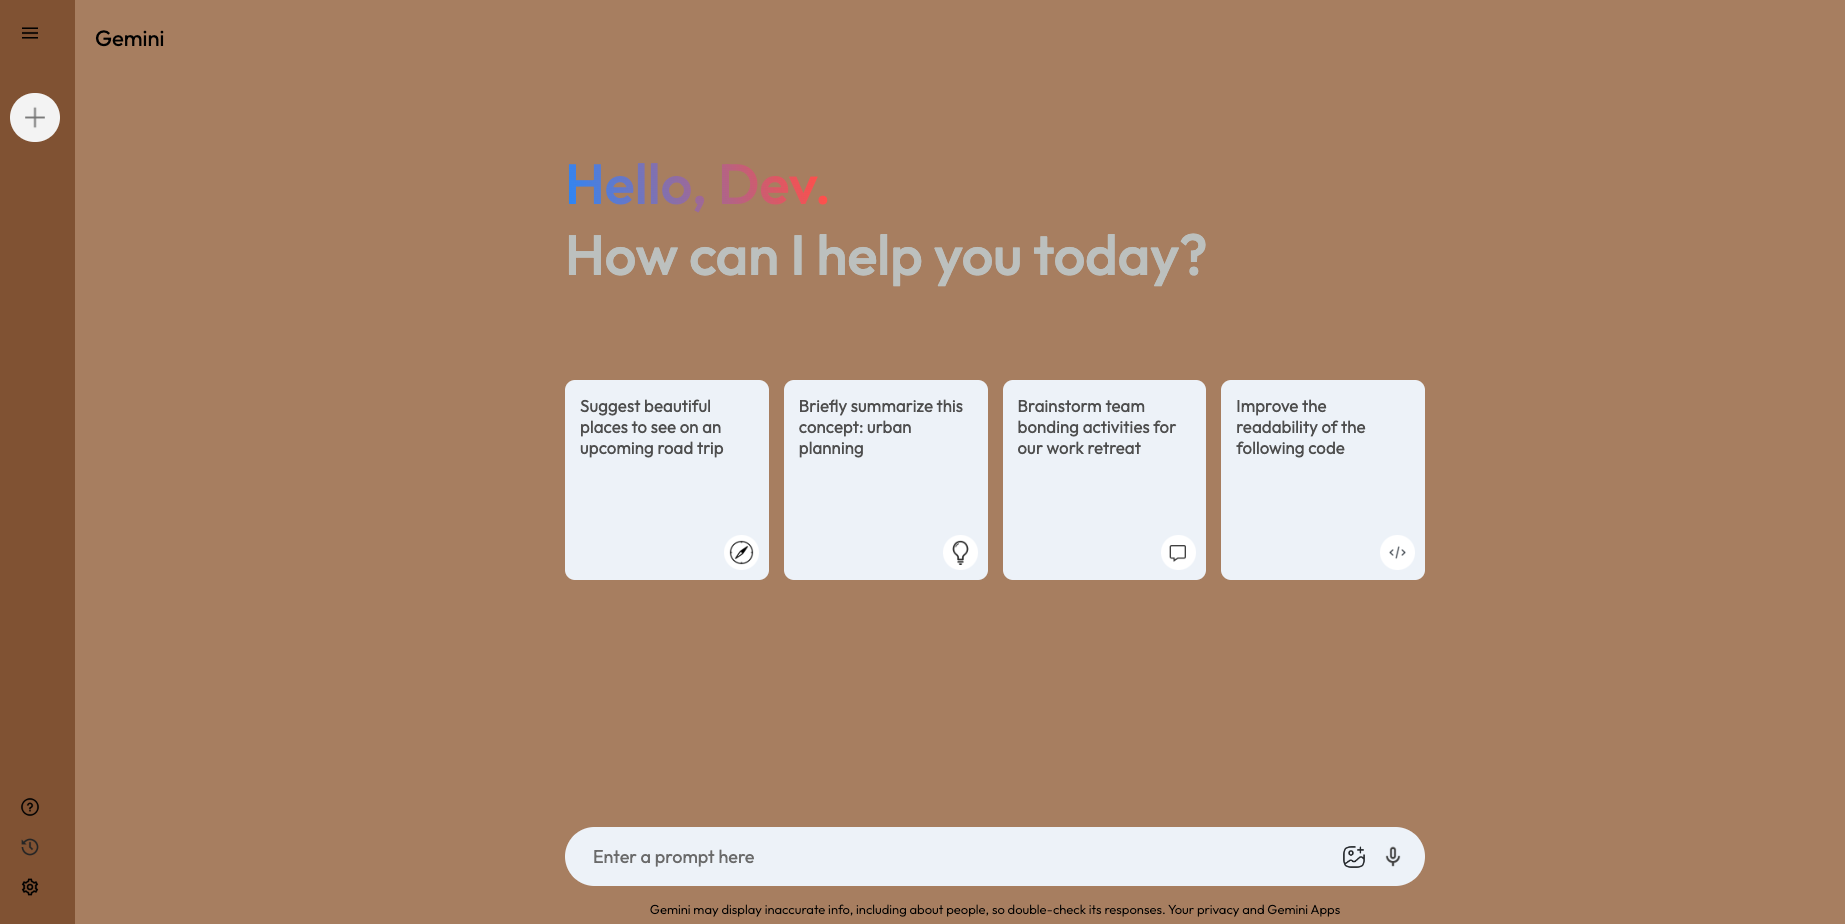 Gemini
Hello, Dev.
How can I help you today?
Suggest beautiful
places to see on an
upcoming road trip
Briefly summarize this
concept: urban
planning
Brainstorm team
bonding activities for
our work retreat
Improve the
readability of the
following code
Enter a prompt here
Gemini may display inaccurate info, including about people, so double-check its responses. Your privacy and Gemini Apps